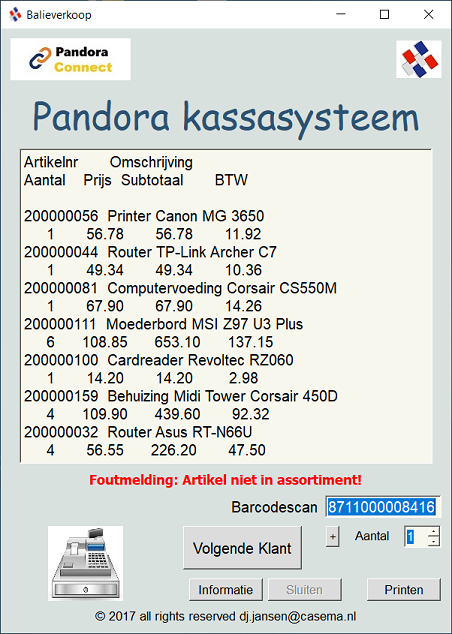 Balieverkoop
Pandora
Connect
Pandora kassasysteem
Artikelnr Omschrijving
Aantal Prijs Subtotaal BTW
200000056 Printer Canon MG 3650
1 56.78 56.78 11.92
200000044 Router TP-Link Archer C7
1 49.34 49.34 10.36
200000081 Computervoeding Corsair CS550M
1 67.90 67.90 14.26
200000111 Moederbord MSI Z97 U3 Plus
6 108.85 653.10 137.15
200000100 Cardreader Revoltec RZ060
1 14.20 14.20 2.98
200000159 Behuizing Midi Tower Corsair 450D
4 109.90 439.60 92.32
200000032 Router Asus RT-N66U
4 56.55 226.20 47.50
Foutmelding: Artikel niet in assortiment!
Barcodescan 8711000008416
Volgende Klant + Aantal 1
Informatie Sluiten Printen
© 2017 all rights reserved dj.jansen@casema.nl